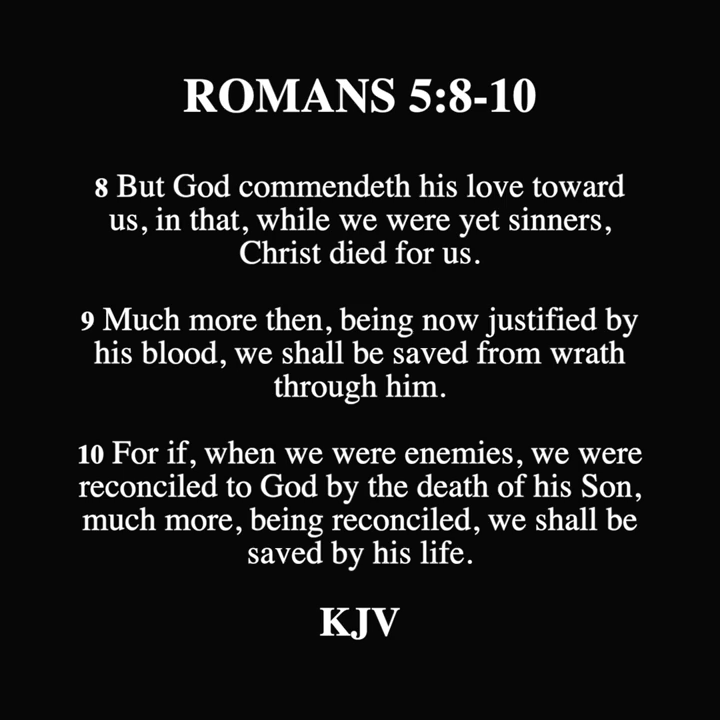 ROMANS 5:8-10
8 But God commendeth his love toward
us, in that, while we were yet sinners,
Christ died for us.
9 Much more then, being now justified by
his blood, we shall be saved from wrath
through him.
10 For if, when we were enemies, we were
reconciled to God by the death of his Son,
much more, being reconciled, we shall be
saved by his life.
KJV